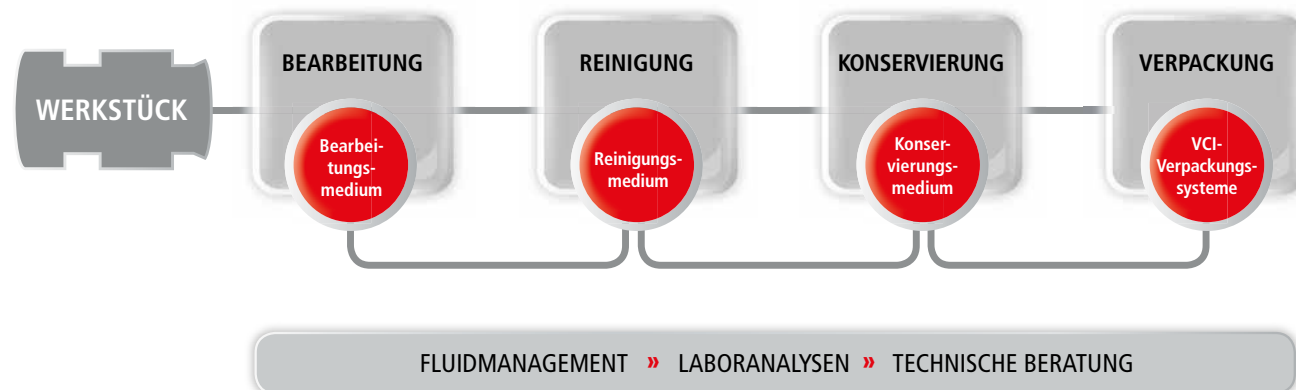 WERKSTÜCK
BEARBEITUNG
Bearbei-
tungs-
medium
REINIGUNG
Reinigungs-
medium
KONSERVIERUNG
Konser-
vierungs-
medium
VERPACKUNG
VCI-
Verpackungs-
systeme
FLUIDMANAGEMENT » LABORANALYSEN » TECHNISCHE BERATUNG